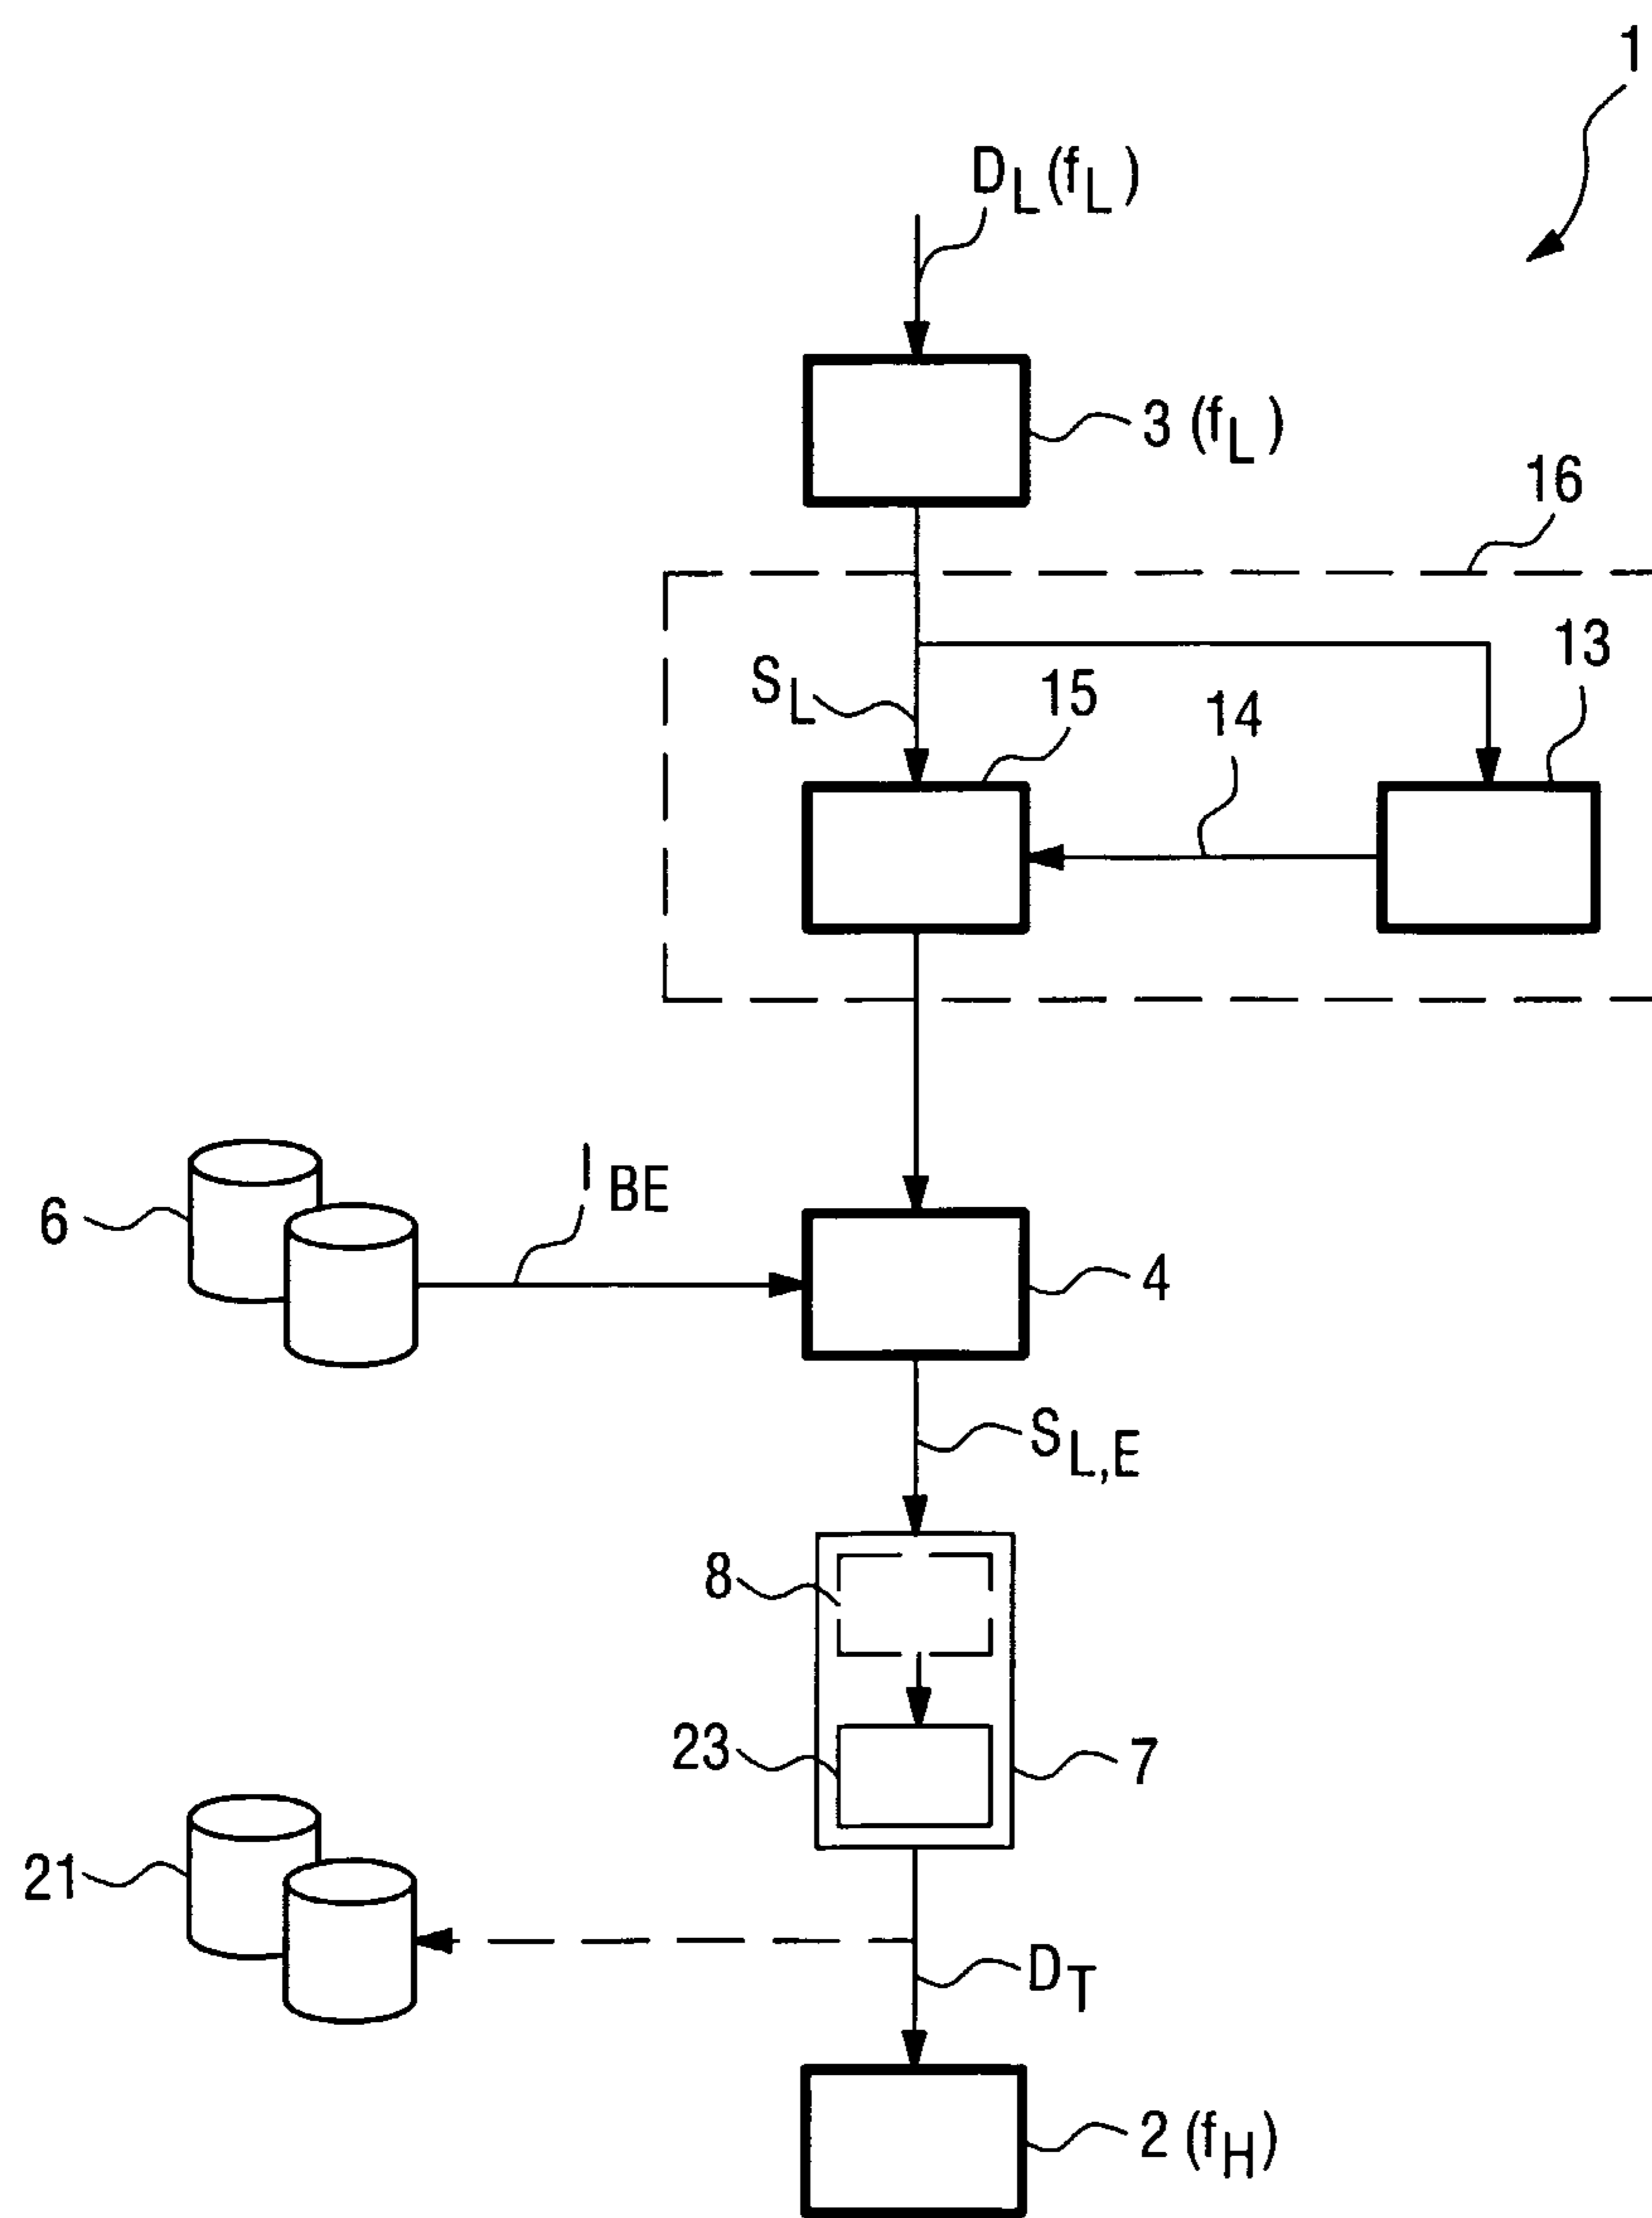 1
D_L(f_L)
3 (f_L)
16
13
S_L
15
14
I_BE
6
4
S_L,E
8
23
7
21
D_T
2 (f_H)